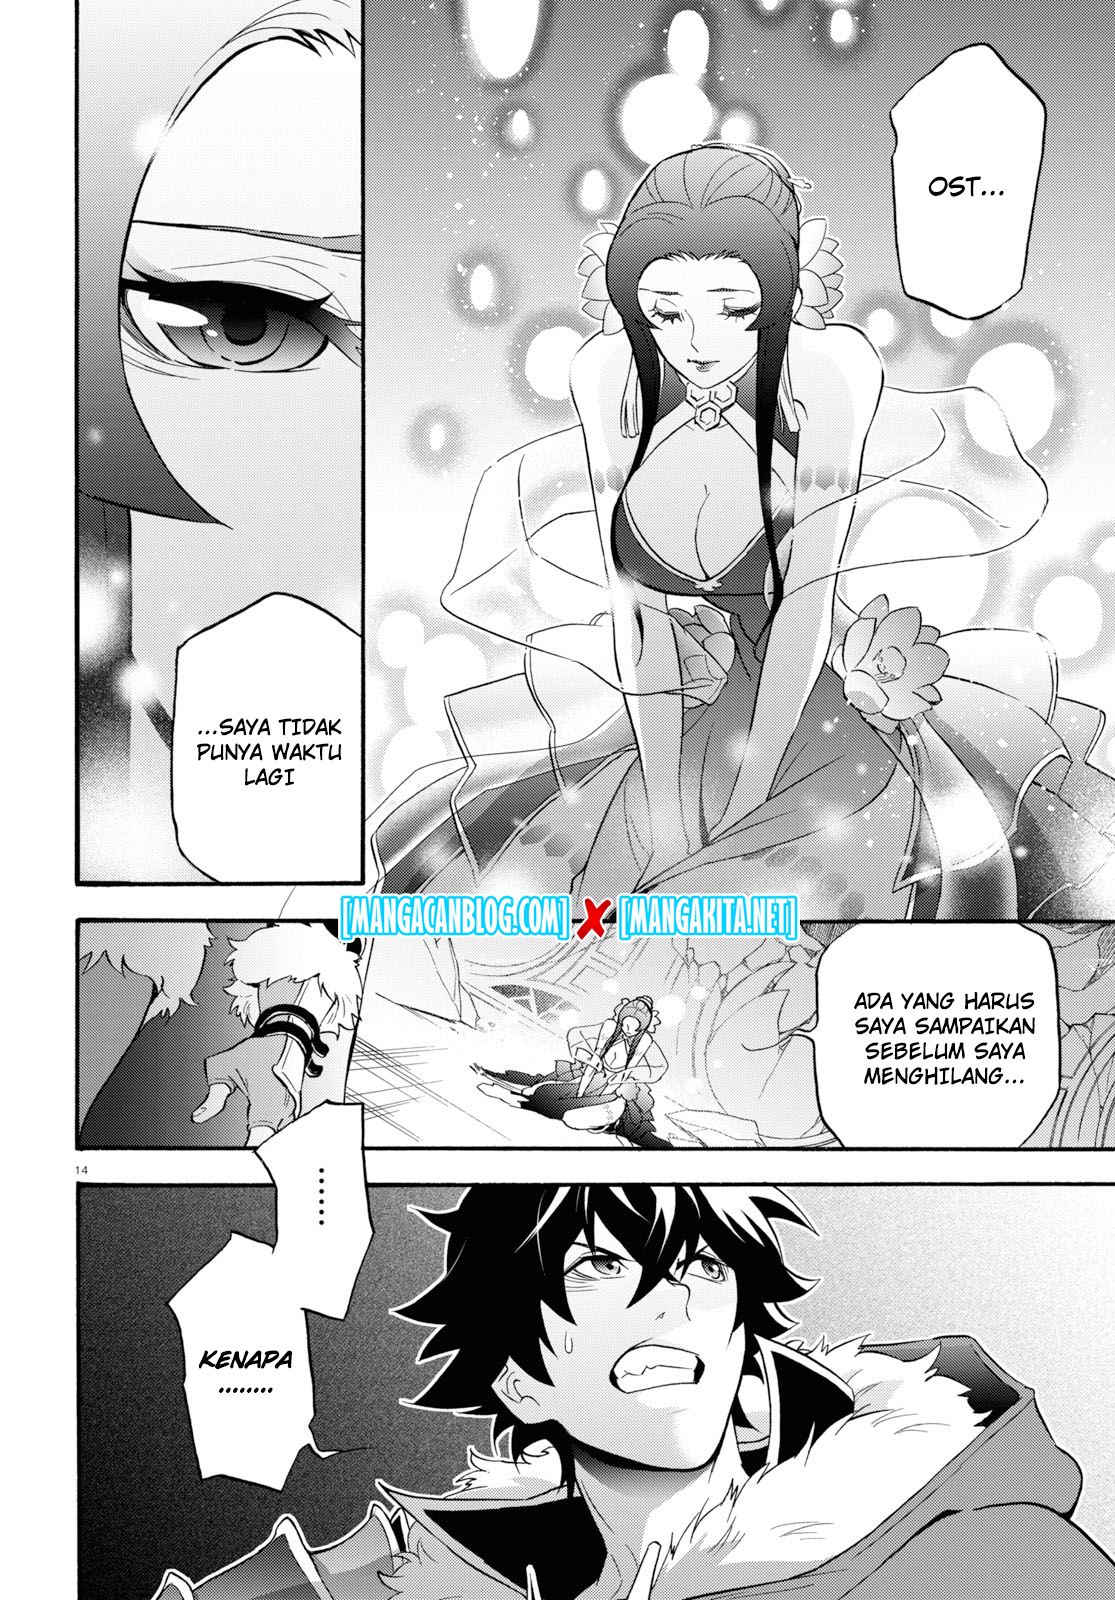 OST...
...SAYA TIDAK
PUNYA WAKTU
LAGI
[MANGACANBLOG.COM] X [MANGAKITA.NET]
ADA YANG HARUS
SAYA SAMPAIKAN
SEBELUM SAYA
MENGHILANG...
14
......
KENAPA
........